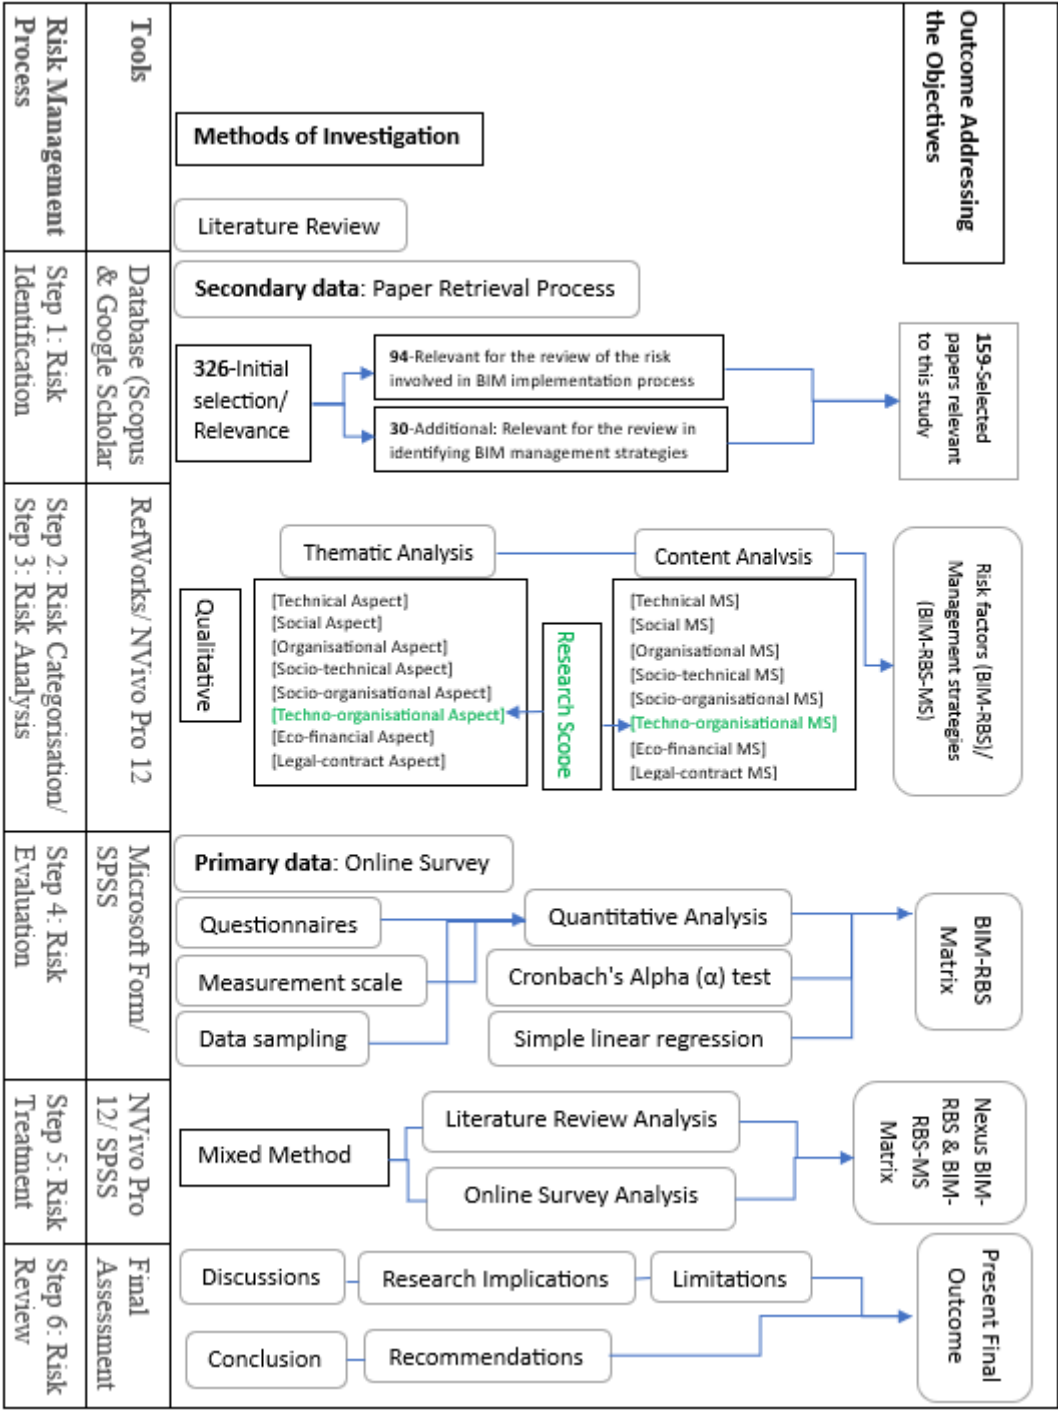 Risk Management
Process
Tools
Methods of Investigation
Literature Review
Outcome Addressing
the Objectives
Step 1: Risk
Identification
Database (Scopus
& Google Scholar
Secondary data: Paper Retrieval Process
326-Initial
selection/
Relevance
94-Relevant for the review of the risk
involved in BIM implementation process
30-Additional: Relevant for the review in
identifying BIM management strategies
159-Selected
papers relevant
to this study
Step 2: Risk Categorisation/
Step 3: Risk Analysis
RefWorks/ NVivo Pro 12
Qualitative
Thematic Analysis
[Technical Aspect]
[Social Aspect]
[Organisational Aspect]
[Socio-technical Aspect]
[Socio-organisational Aspect]
[Techno-organisational Aspect]
[Eco-financial Aspect]
[Legal-contract Aspect]
Research Scope
Content Analysis
[Technical MS]
[Social MS]
[Organisational MS]
[Socio-technical MS]
[Socio-organisational MS]
[Techno-organisational MS]
[Eco-financial MS]
[Legal-contract MS]
Risk factors (BIM-RBS)/
Management strategies
(BIM-RBS-MS)
Step 4: Risk
Evaluation
Microsoft Form/
SPSS
Primary data: Online Survey
Questionnaires
Measurement scale
Data sampling
Quantitative Analysis
Cronbach's Alpha (α) test
Simple linear regression
BIM-RBS
Matrix
Step 5: Risk
Treatment
NVivo Pro
12/ SPSS
Mixed Method
Literature Review Analysis
Online Survey Analysis
Nexus BIM-
RBS & BIM-
RBS-MS
Matrix
Step 6: Risk
Review
Final
Assessment
Discussions
Research Implications
Limitations
Conclusion
Recommendations
Present Final
Outcome